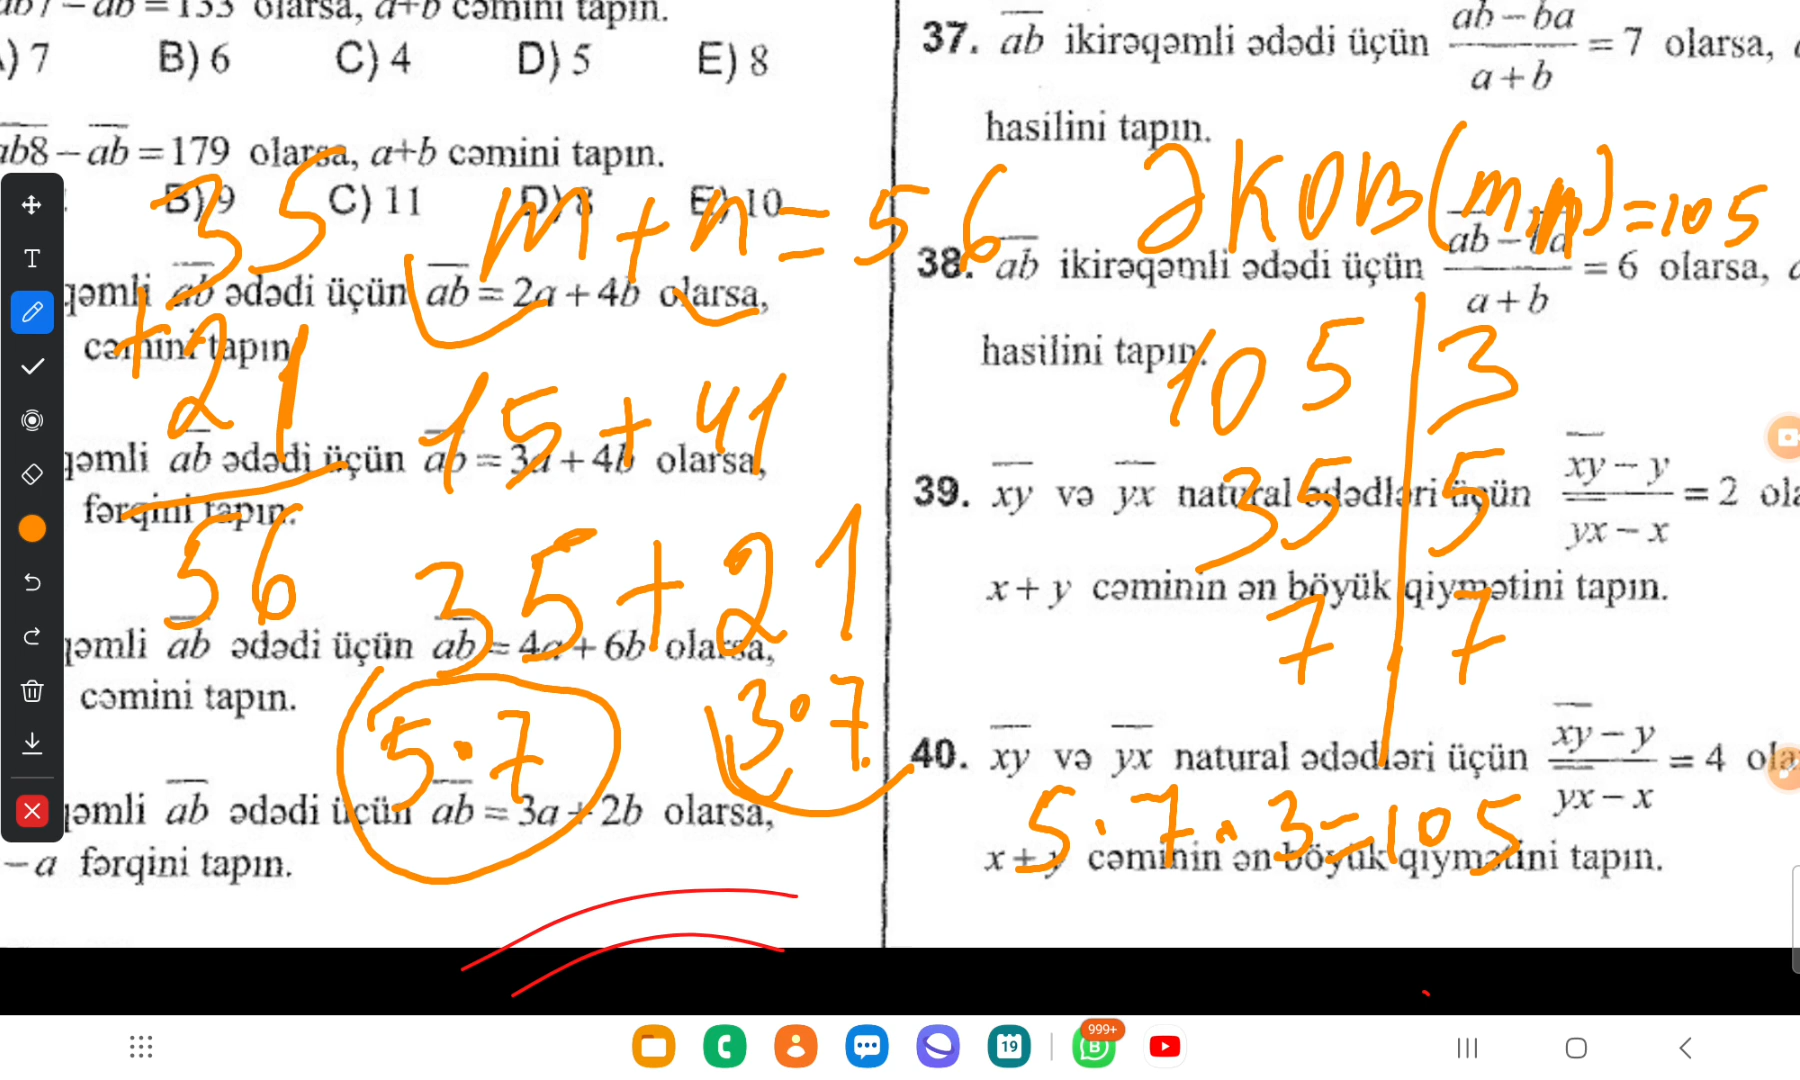 ab7 − ab = 133 olarsa, a+b cəmini tapın.
A) 7 B) 6 C) 4 D) 5 E) 8
ab8 − ab = 179 olarsa, a+b cəmini tapın.
B) 9 C) 11 D) 8 E) 10
qəmli ab ədədi üçün ab = 2a + 4b olarsa,
cəmini tapın.
qəmli ab ədədi üçün ab = 3a + 4b olarsa,
fərqini tapın.
qəmli ab ədədi üçün ab = 4a + 6b olarsa,
cəmini tapın.
qəmli ab ədədi üçün ab = 3a + 2b olarsa,
− a fərqini tapın.
35
+21
56
m + n = 56
15 + 41
35 + 21
5·7 3·7
37. ab ikirəqəmli ədədi üçün ab − ba / a + b = 7 olarsa,
hasilini tapın.
38. ab ikirəqəmli ədədi üçün ab − ba / a + b = 6 olarsa,
hasilini tapın.
39. xy və yx natural ədədləri üçün xy − y / yx − x = 2
x + y cəminin ən böyük qiymətini tapın.
40. xy və yx natural ədədləri üçün xy − y / yx − x = 4
x + y cəminin ən böyük qiymətini tapın.
ƏKOB(m,n)=105
105 | 3
35 | 5
7 | 7
5·7·3=105
T
19
999+
B